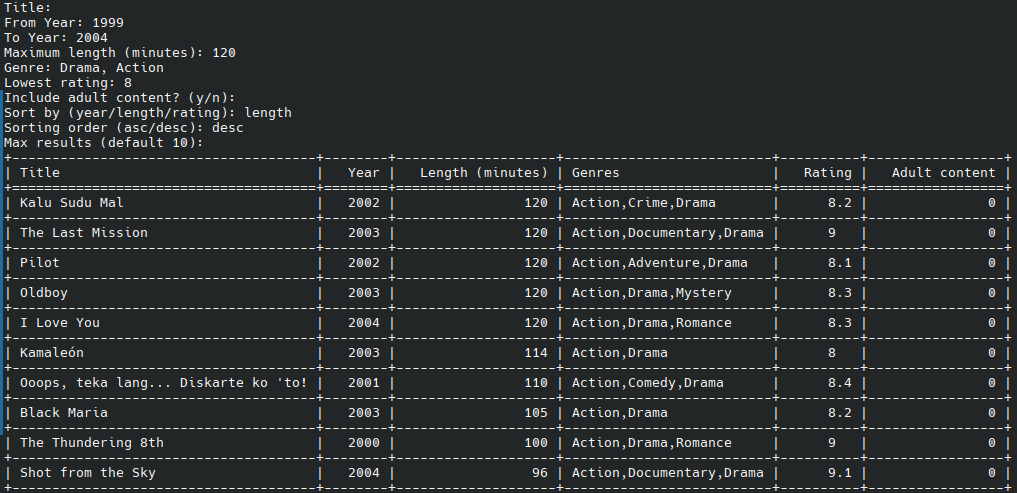 Title:
From Year: 1999
To Year: 2004
Maximum length (minutes): 120
Genre: Drama, Action
Lowest rating: 8
Include adult content? (y/n):
Sort by (year/length/rating): length
Sorting order (asc/desc): desc
Max results (default 10):
| Title | Year | Length (minutes) | Genres | Rating | Adult content |
| Kalu Sudu Mal | 2002 | 120 | Action,Crime,Drama | 8.2 | 0 |
| The Last Mission | 2003 | 120 | Action,Documentary,Drama | 9 | 0 |
| Pilot | 2002 | 120 | Action,Adventure,Drama | 8.1 | 0 |
| Oldboy | 2003 | 120 | Action,Drama,Mystery | 8.3 | 0 |
| I Love You | 2004 | 120 | Action,Drama,Romance | 8.3 | 0 |
| Kamaleón | 2003 | 114 | Action,Drama | 8 | 0 |
| Ooops, teka lang... Diskarte ko 'to! | 2001 | 110 | Action,Comedy,Drama | 8.4 | 0 |
| Black Maria | 2003 | 105 | Action,Drama | 8.2 | 0 |
| The Thundering 8th | 2000 | 100 | Action,Drama,Romance | 9 | 0 |
| Shot from the Sky | 2004 | 96 | Action,Documentary,Drama | 9.1 | 0 |